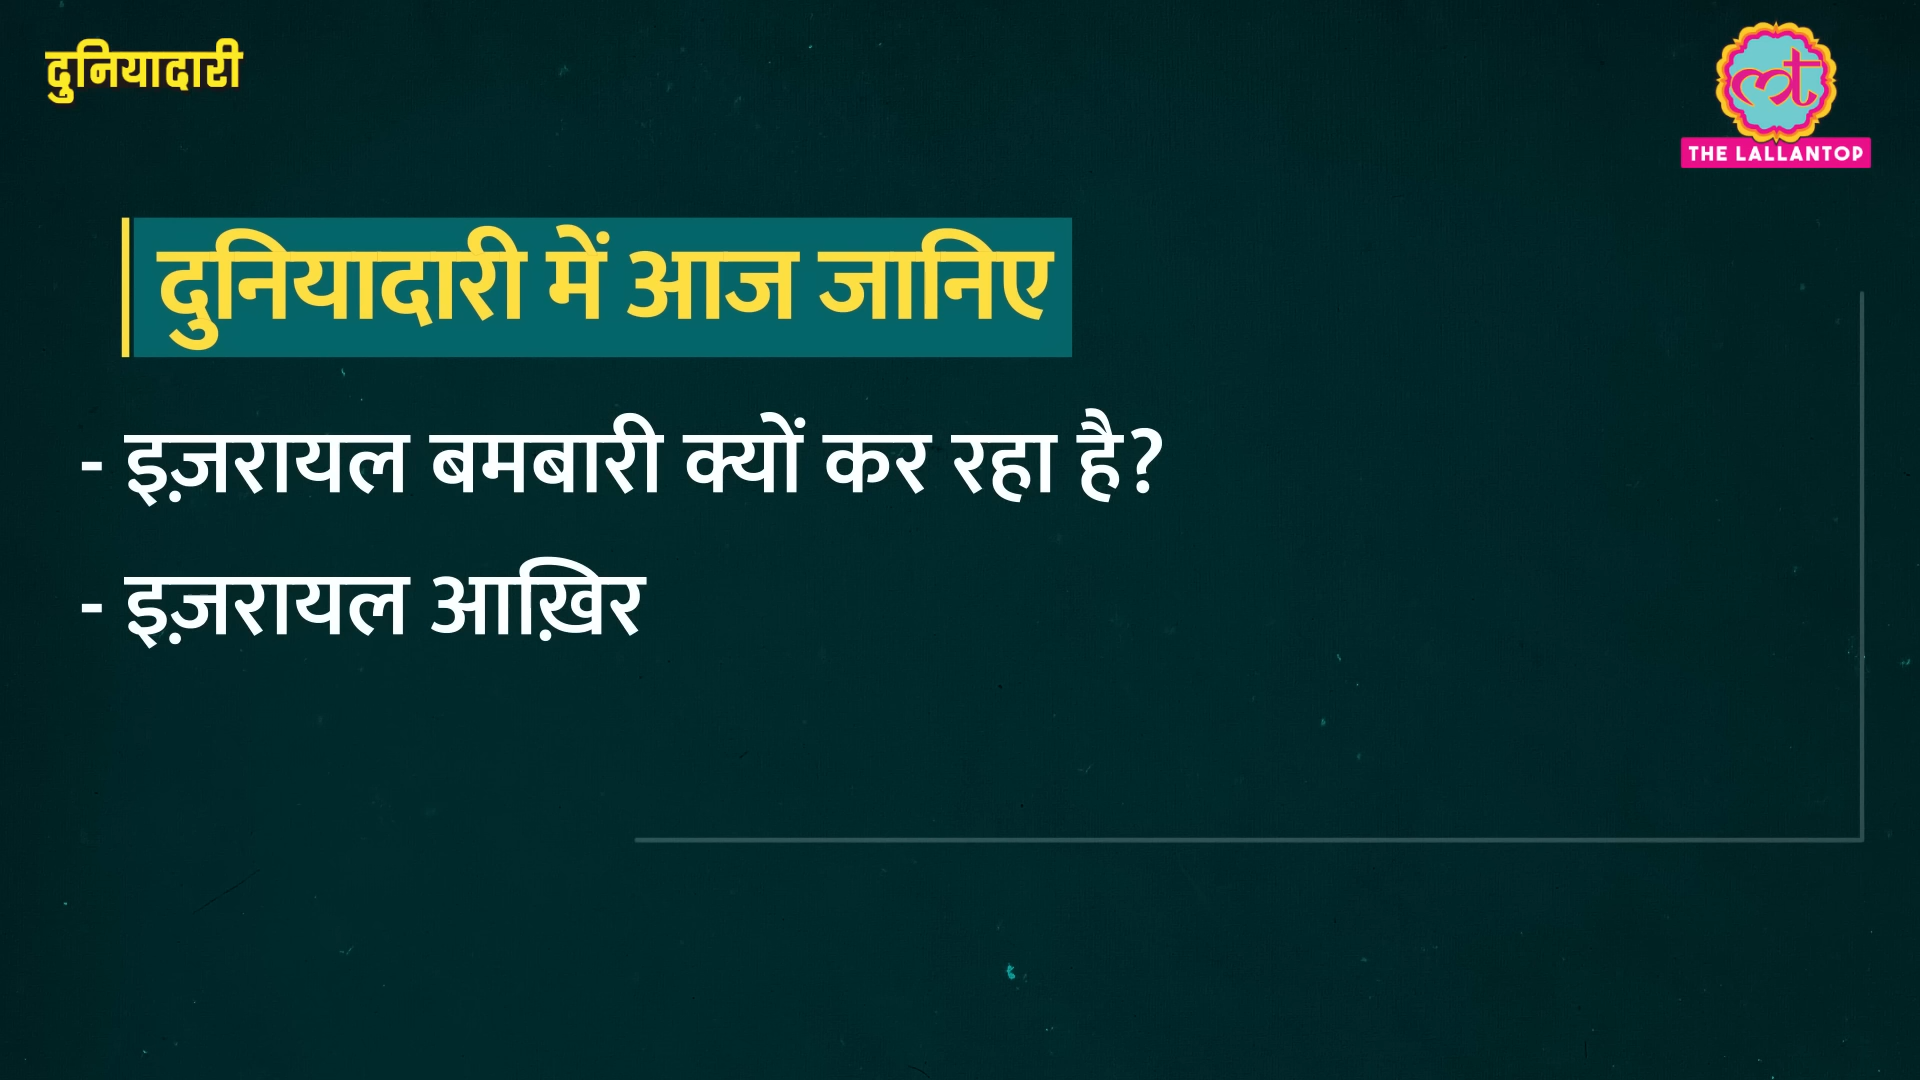 दुनियादारी
THE LALLANTOP
दुनियादारी में आज जानिए
- इज़रायल बमबारी क्यों कर रहा है?
- इज़रायल आख़िर